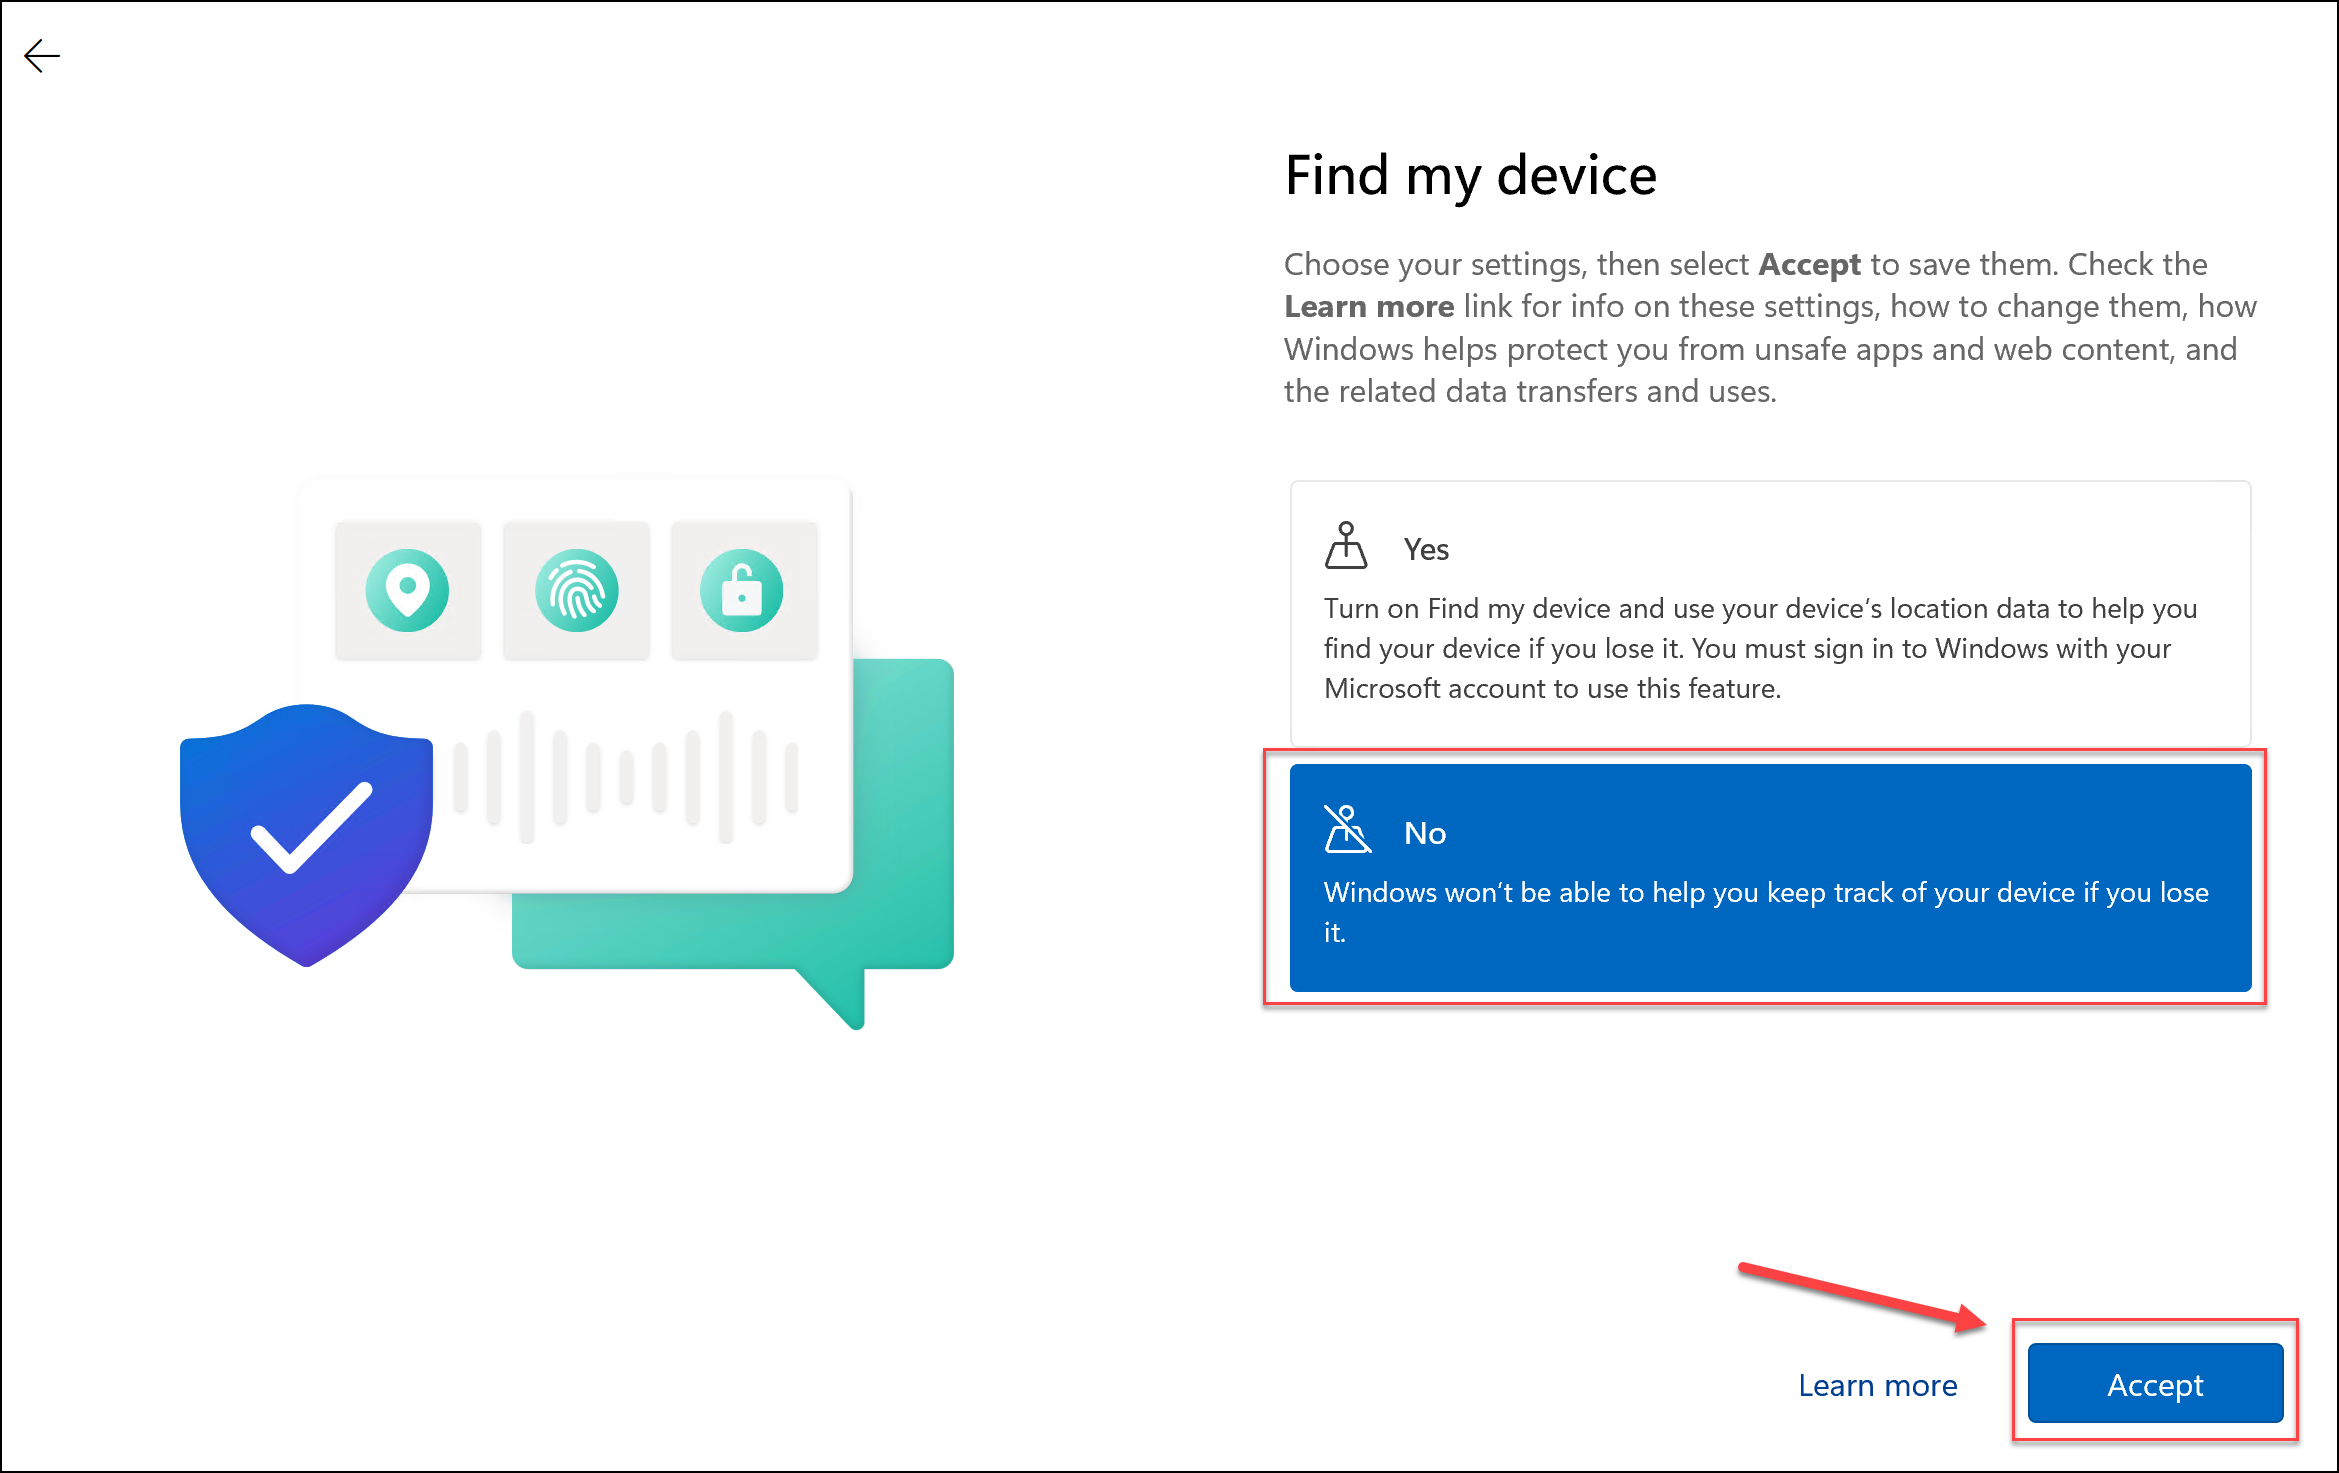 Find my device
Choose your settings, then select Accept to save them. Check the
Learn more link for info on these settings, how to change them, how
Windows helps protect you from unsafe apps and web content, and
the related data transfers and uses.
Yes
Turn on Find my device and use your device’s location data to help you
find your device if you lose it. You must sign in to Windows with your
Microsoft account to use this feature.
No
Windows won’t be able to help you keep track of your device if you lose
it.
Learn more
Accept